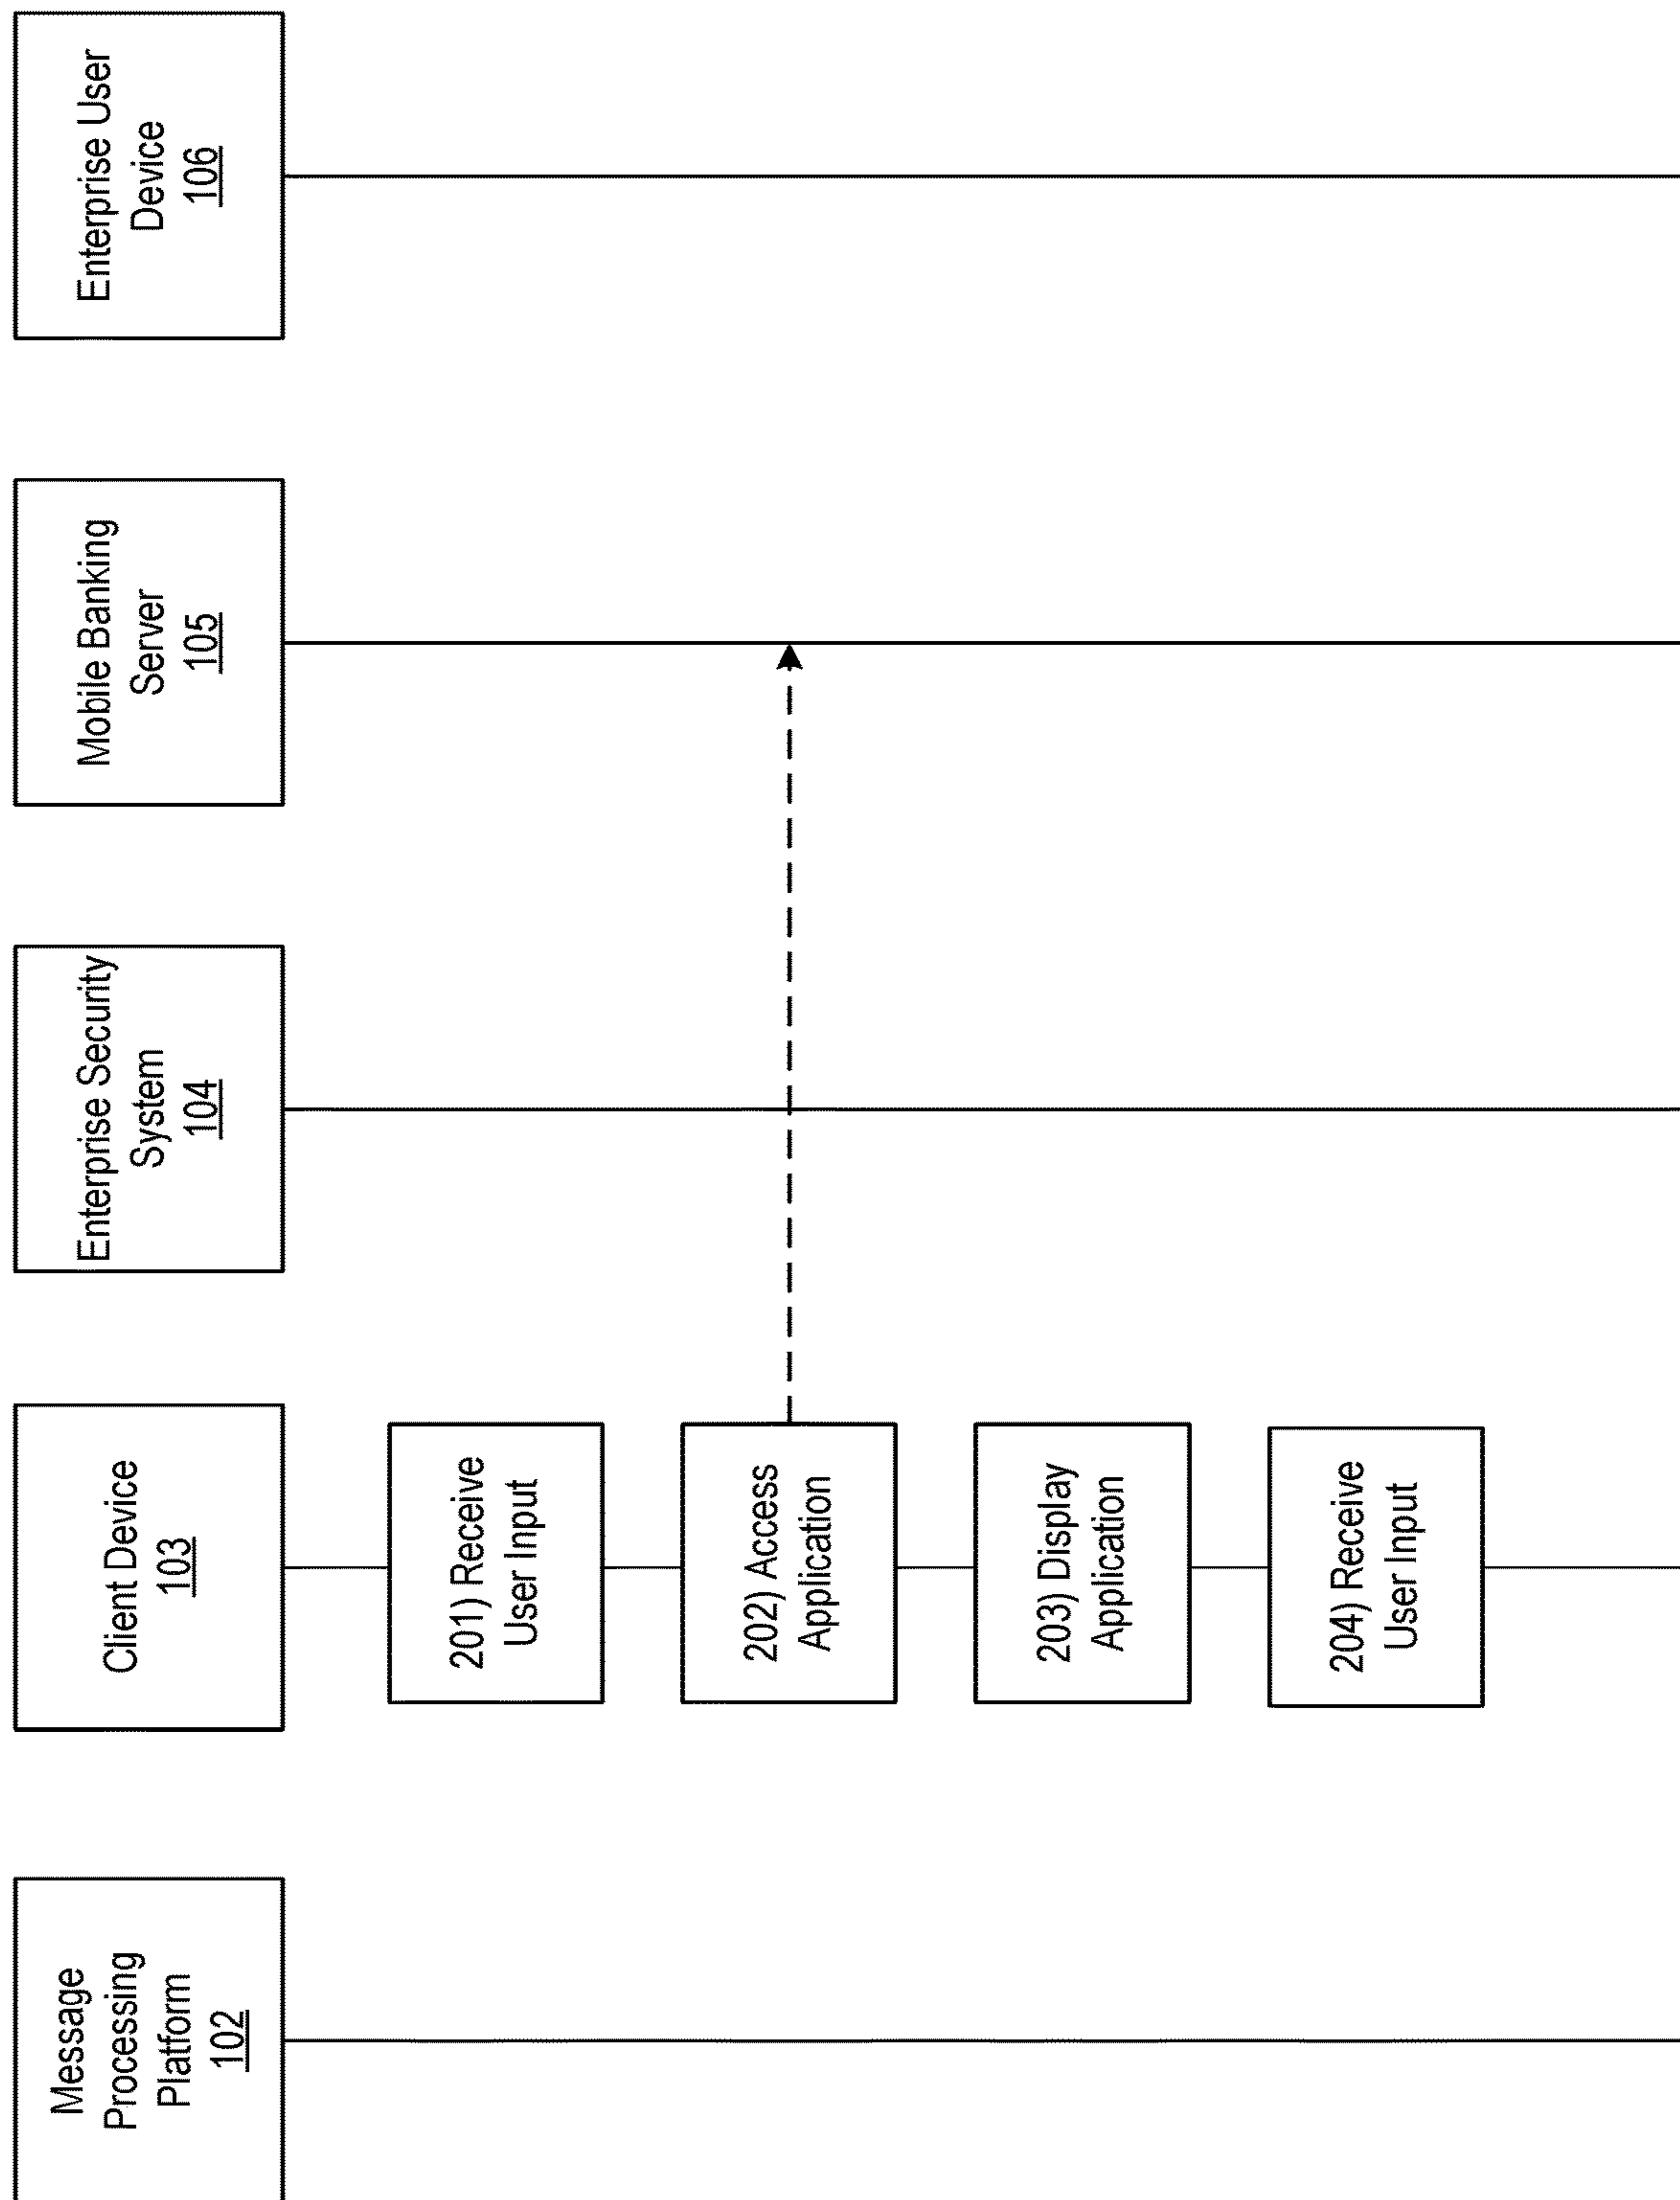 Message
Processing
Platform
102
Client Device
103
Enterprise Security
System
104
Mobile Banking
Server
105
Enterprise User
Device
106
201) Receive
User Input
202) Access
Application
203) Display
Application
204) Receive
User Input